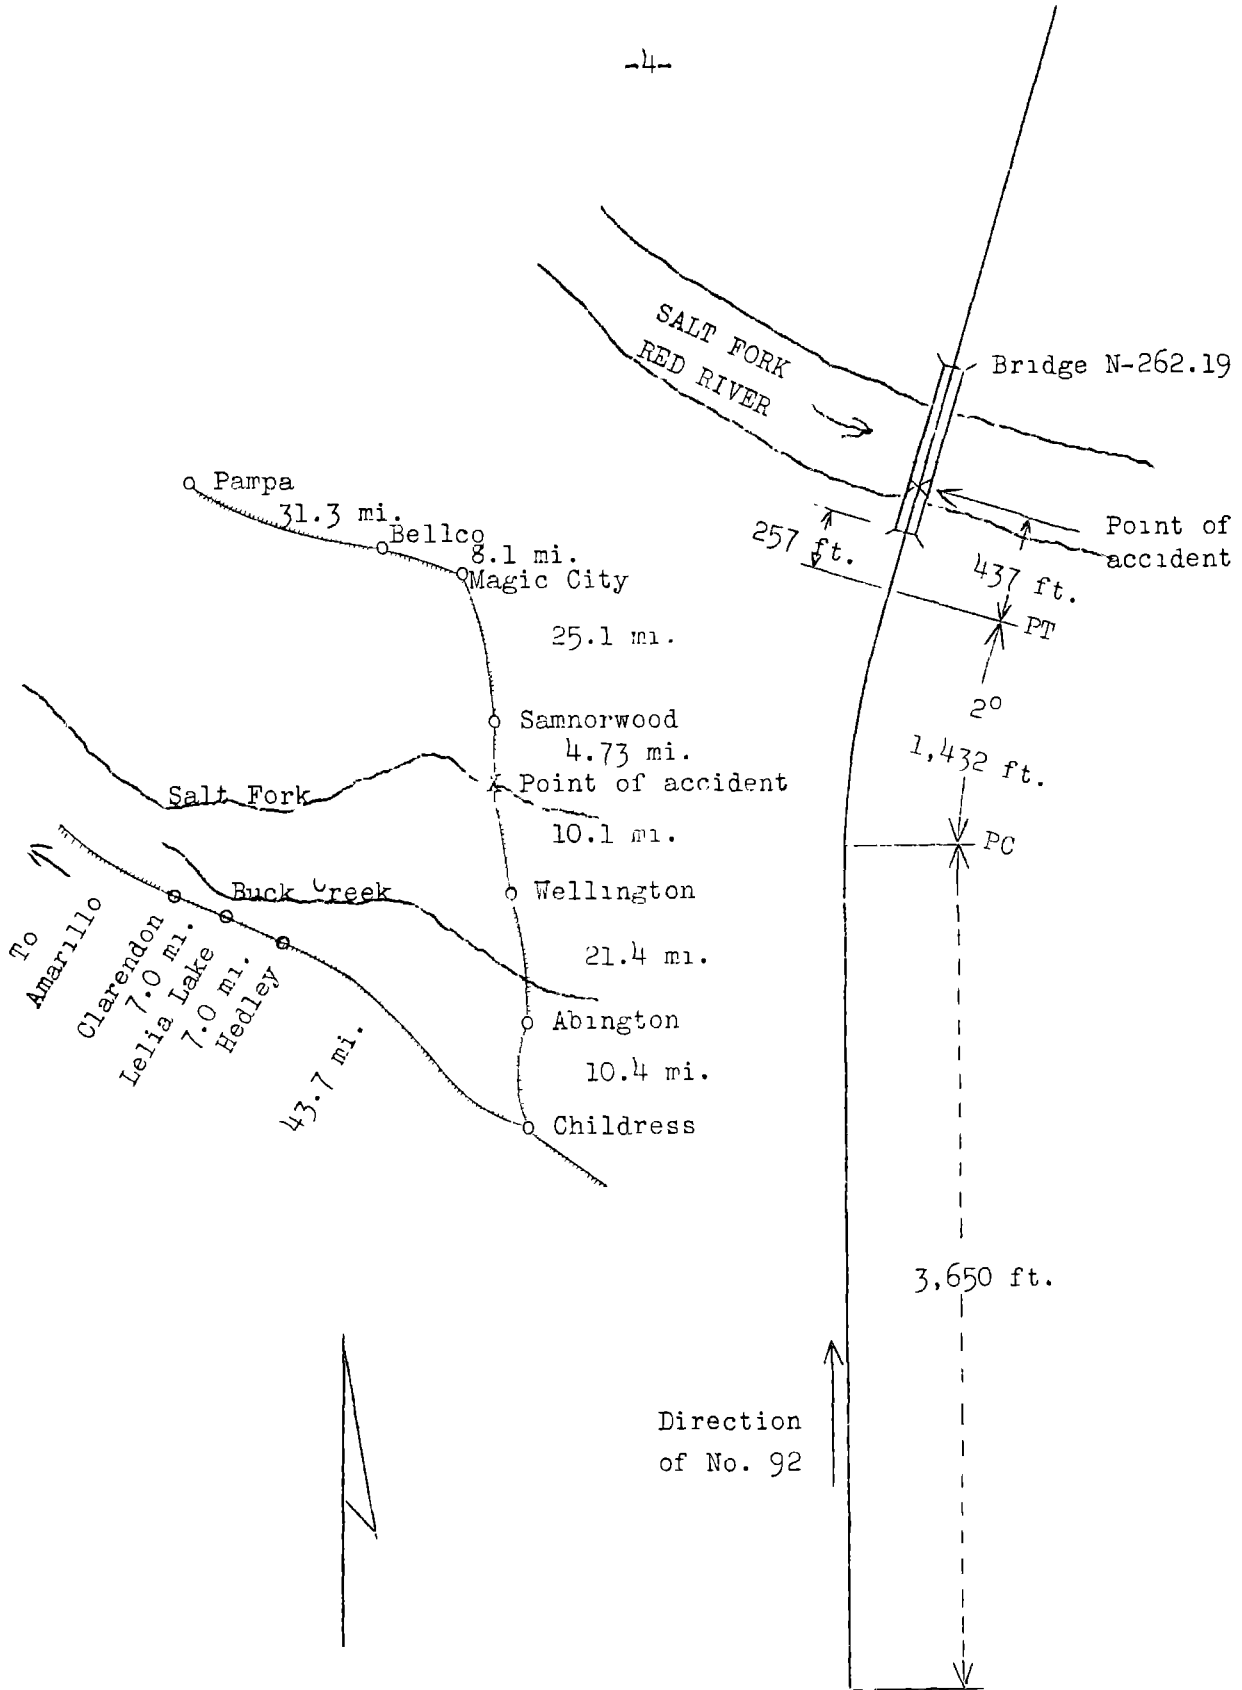 -4-
SALT FORK
RED RIVER
Bridge N-262.19
Point of
accident
257 ft.
437 ft.
PT
2°
1,432 ft.
PC
3,650 ft.
Direction
of No. 92
Pampa
31.3 mi.
Bellco
8.1 mi.
Magic City
25.1 mi.
Samnorwood
4.73 mi.
Point of accident
Salt Fork
10.1 mi.
Wellington
Buck Creek
21.4 mi.
Abington
10.4 mi.
Childress
To
Amarillo
Clarendon
7.0 mi.
Lelia Lake
7.0 mi.
Hedley
43.7 mi.